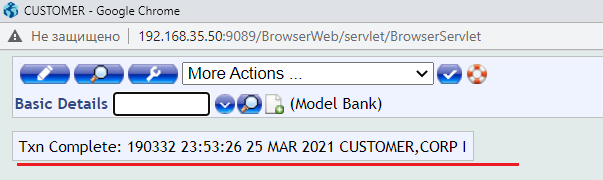 CUSTOMER - Google Chrome
Не защищено 192.168.35.50:9089/BrowserWeb/servlet/BrowserServlet
More Actions ...
Basic Details (Model Bank)
Txn Complete: 190332 23:53:26 25 MAR 2021 CUSTOMER,CORP I